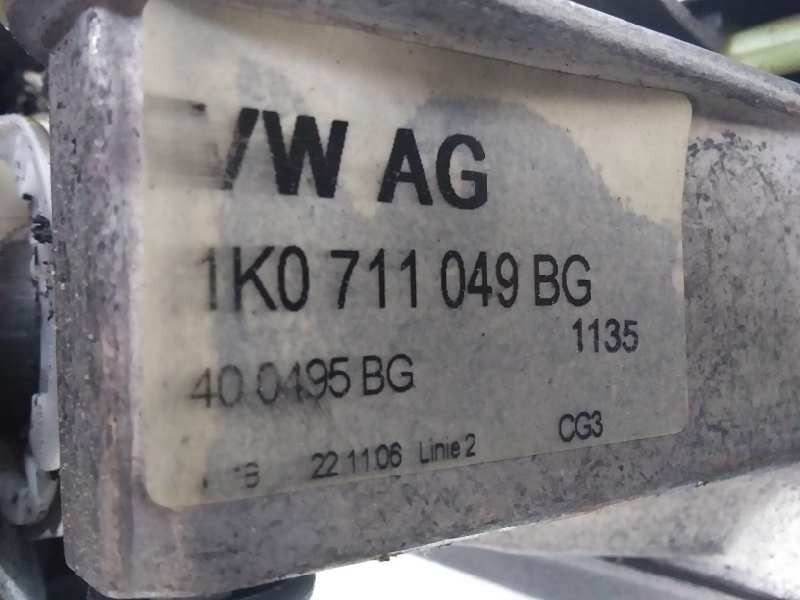 VW AG
1K0 711 049 BG
1135
40 0495 BG
CG3
22 11 06 Linie 2